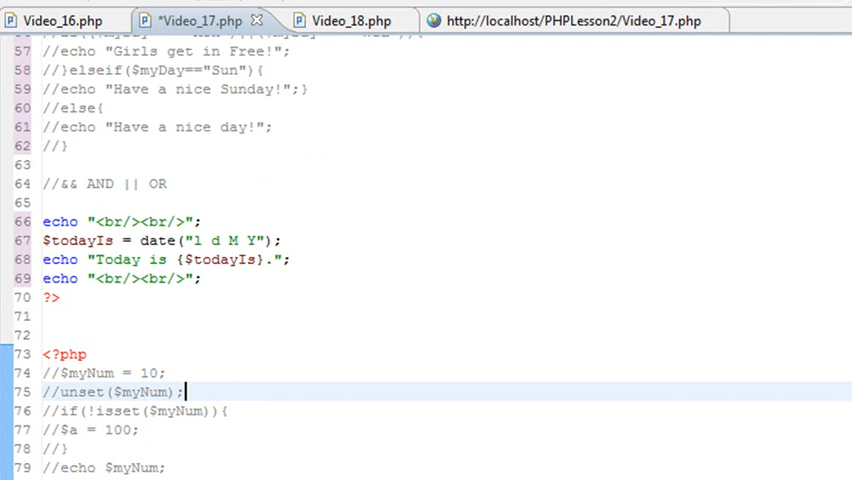 Video_16.php *Video_17.php Video_18.php http://localhost/PHPLesson2/Video_17.php
57 //echo "Girls get in Free!";
58 //}elseif($myDay=="Sun"){
59 //echo "Have a nice Sunday!";}
60 //else{
61 //echo "Have a nice day!";
62 //}
63
64 //&& AND || OR
65
66 echo "<br/><br/>";
67 $todayIs = date("l d M Y");
68 echo "Today is {$todayIs}.";
69 echo "<br/><br/>";
70 ?>
71
72
73 <?php
74 //$myNum = 10;
75 //unset($myNum);
76 //if(!isset($myNum)){
77 //$a = 100;
78 //}
79 //echo $myNum;